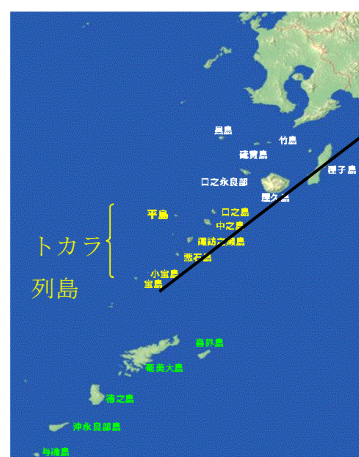 黒島
竹島
硫黄島
種子島
口之永良部
屋久島
口之島
平島
中之島
諏訪之瀬島
トカラ
列島
悪石島
小宝島
宝島
喜界島
奄美大島
徳之島
沖永良部島
与論島